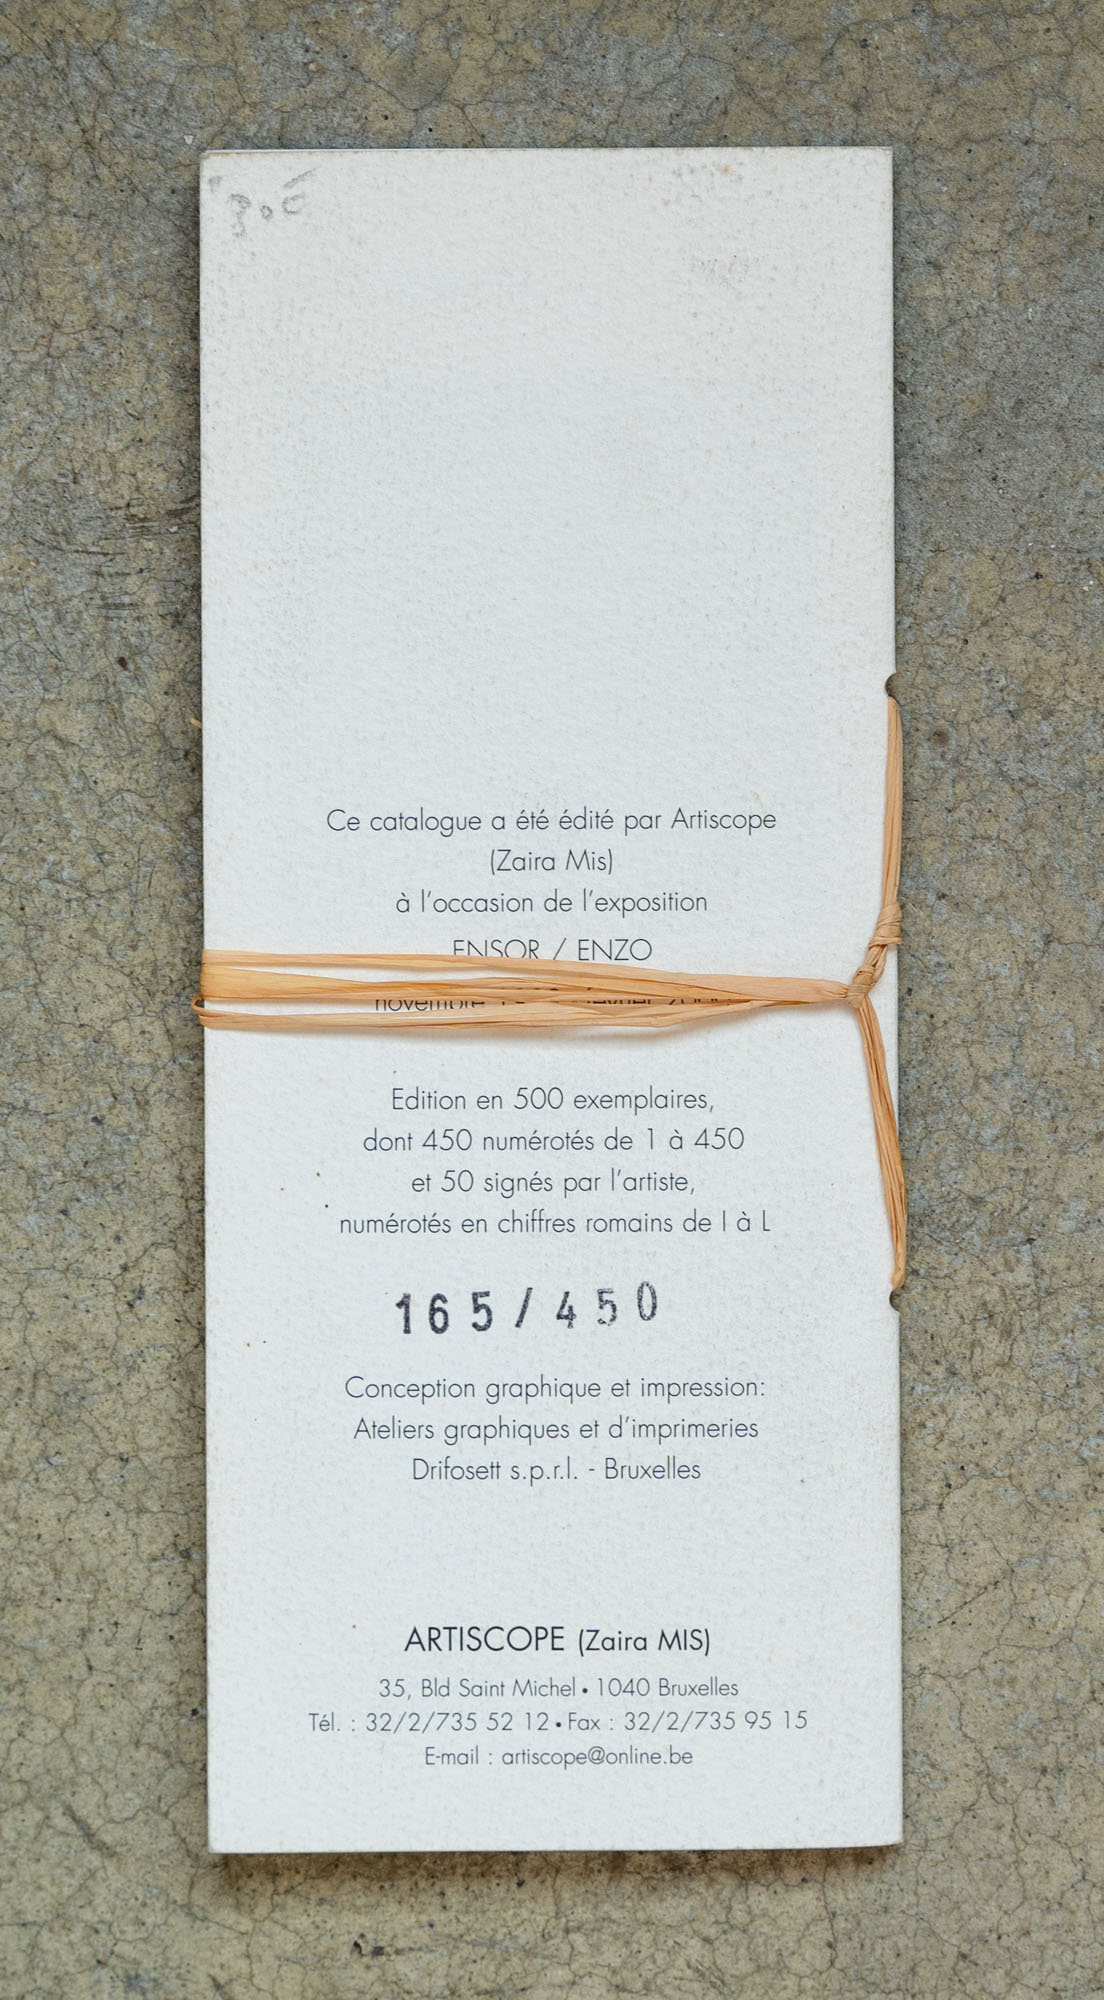 30€
Ce catalogue a été édité par Artiscope
(Zaira Mis)
à l'occasion de l'exposition
ENSOR / ENZO
novembre février
Edition en 500 exemplaires,
dont 450 numérotés de 1 à 450
et 50 signés par l'artiste,
numérotés en chiffres romains de I à L
165/450
Conception graphique et impression:
Ateliers graphiques et d'imprimeries
Drifosett s.p.r.l. - Bruxelles
ARTISCOPE (Zaira MIS)
35, Bld Saint Michel • 1040 Bruxelles
Tél. : 32/2/735 52 12 • Fax : 32/2/735 95 15
E-mail : artiscope@online.be